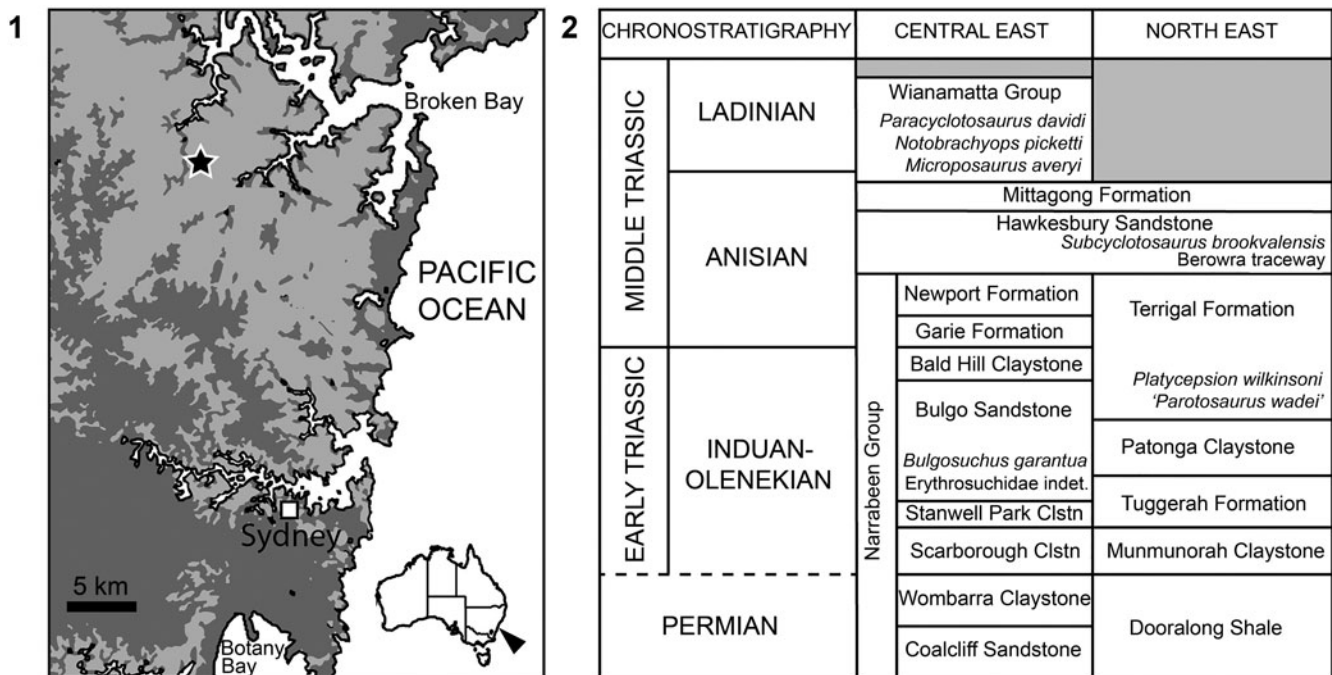 1
Broken Bay
PACIFIC
OCEAN
Sydney
5 km
Botany
Bay
2
CHRONOSTRATIGRAPHY
CENTRAL EAST
NORTH EAST
MIDDLE TRIASSIC
LADINIAN
Wianamatta Group
Paracyclotosaurus davidi
Notobrachyops picketti
Microposaurus averyi
Mittagong Formation
ANISIAN
Hawkesbury Sandstone
Subcyclotosaurus brookvalensis
Berowra traceway
Narrabeen Group
Newport Formation
Garie Formation
Terrigal Formation
Platycepsion wilkinsoni
'Parotosaurus wadei'
EARLY TRIASSIC
INDUAN-
OLENEKIAN
Bald Hill Claystone
Bulgo Sandstone
Bulgosuchus garantua
Erythrosuchidae indet.
Stanwell Park Clstn
Scarborough Clstn
Patonga Claystone
Tuggerah Formation
Munmunorah Claystone
PERMIAN
Wombarra Claystone
Coalcliff Sandstone
Dooralong Shale